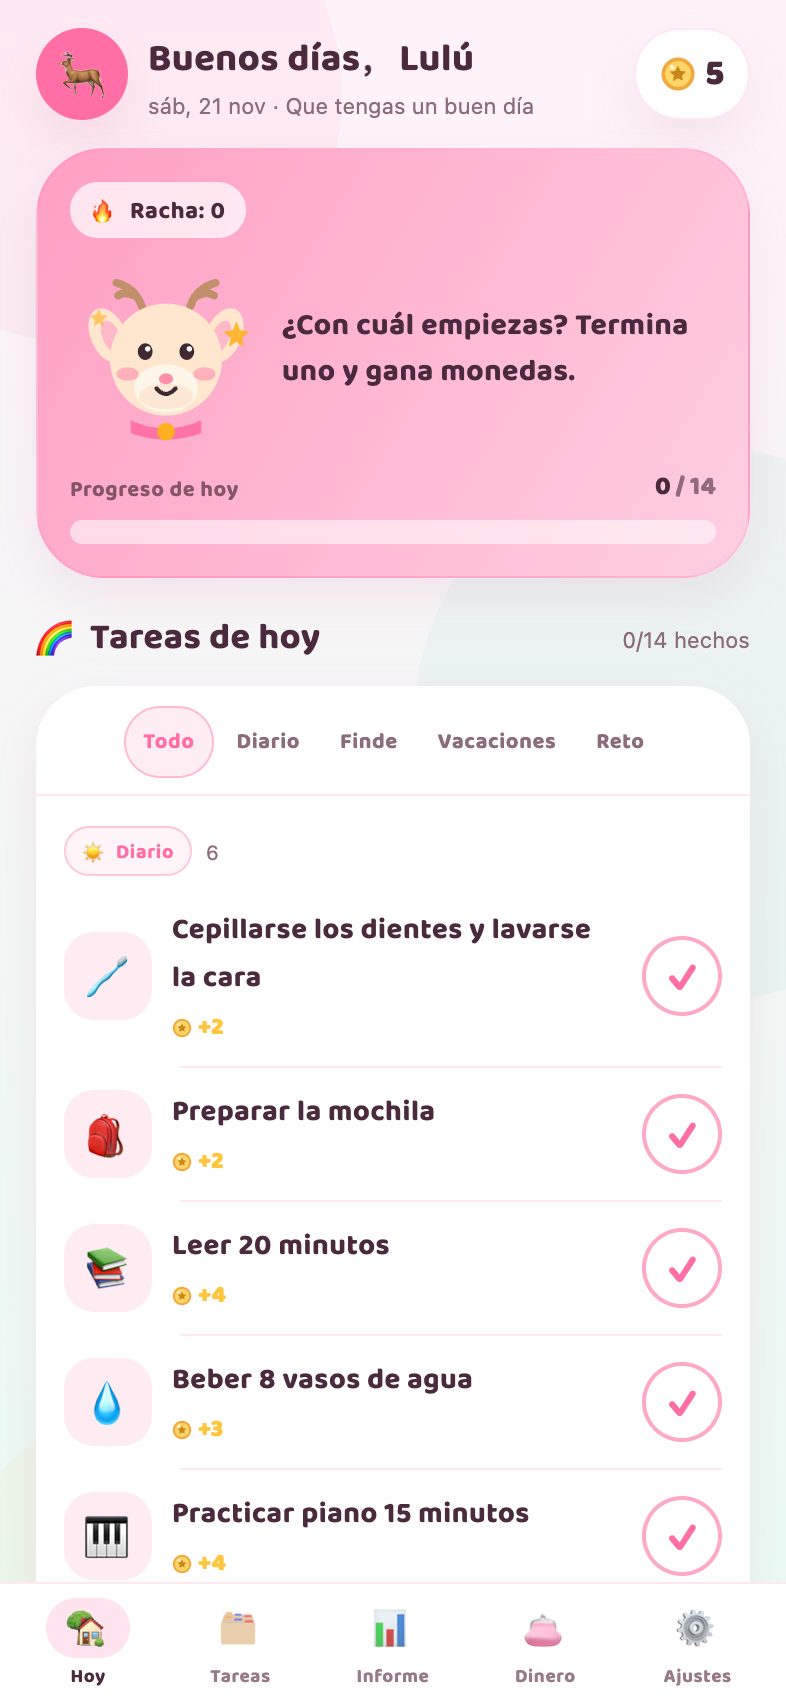 Buenos días, Lulú
sáb, 21 nov · Que tengas un buen día
5
Racha: 0
¿Con cuál empiezas? Termina
uno y gana monedas.
Progreso de hoy
0 / 14
Tareas de hoy
0/14 hechos
Todo
Diario
Finde
Vacaciones
Reto
Diario
6
Cepillarse los dientes y lavarse
la cara
+2
Preparar la mochila
+2
Leer 20 minutos
+4
Beber 8 vasos de agua
+3
Practicar piano 15 minutos
+4
Hoy
Tareas
Informe
Dinero
Ajustes